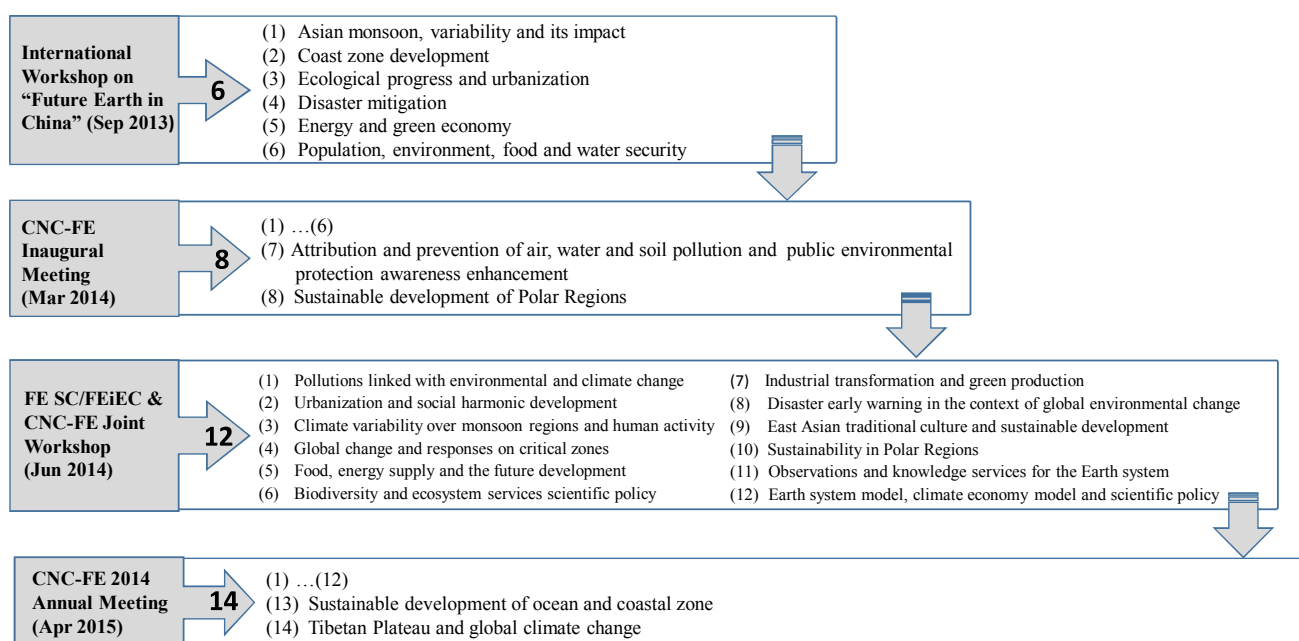 International
Workshop on
“Future Earth in
China” (Sep 2013)
6
(1) Asian monsoon, variability and its impact
(2) Coast zone development
(3) Ecological progress and urbanization
(4) Disaster mitigation
(5) Energy and green economy
(6) Population, environment, food and water security
CNC-FE
Inaugural
Meeting
(Mar 2014)
8
(1) …(6)
(7) Attribution and prevention of air, water and soil pollution and public environmental
protection awareness enhancement
(8) Sustainable development of Polar Regions
FE SC/FEiEC &
CNC-FE Joint
Workshop
(Jun 2014)
12
(1) Pollutions linked with environmental and climate change
(2) Urbanization and social harmonic development
(3) Climate variability over monsoon regions and human activity
(4) Global change and responses on critical zones
(5) Food, energy supply and the future development
(6) Biodiversity and ecosystem services scientific policy
(7) Industrial transformation and green production
(8) Disaster early warning in the context of global environmental change
(9) East Asian traditional culture and sustainable development
(10) Sustainability in Polar Regions
(11) Observations and knowledge services for the Earth system
(12) Earth system model, climate economy model and scientific policy
CNC-FE 2014
Annual Meeting
(Apr 2015)
14
(1) …(12)
(13) Sustainable development of ocean and coastal zone
(14) Tibetan Plateau and global climate change